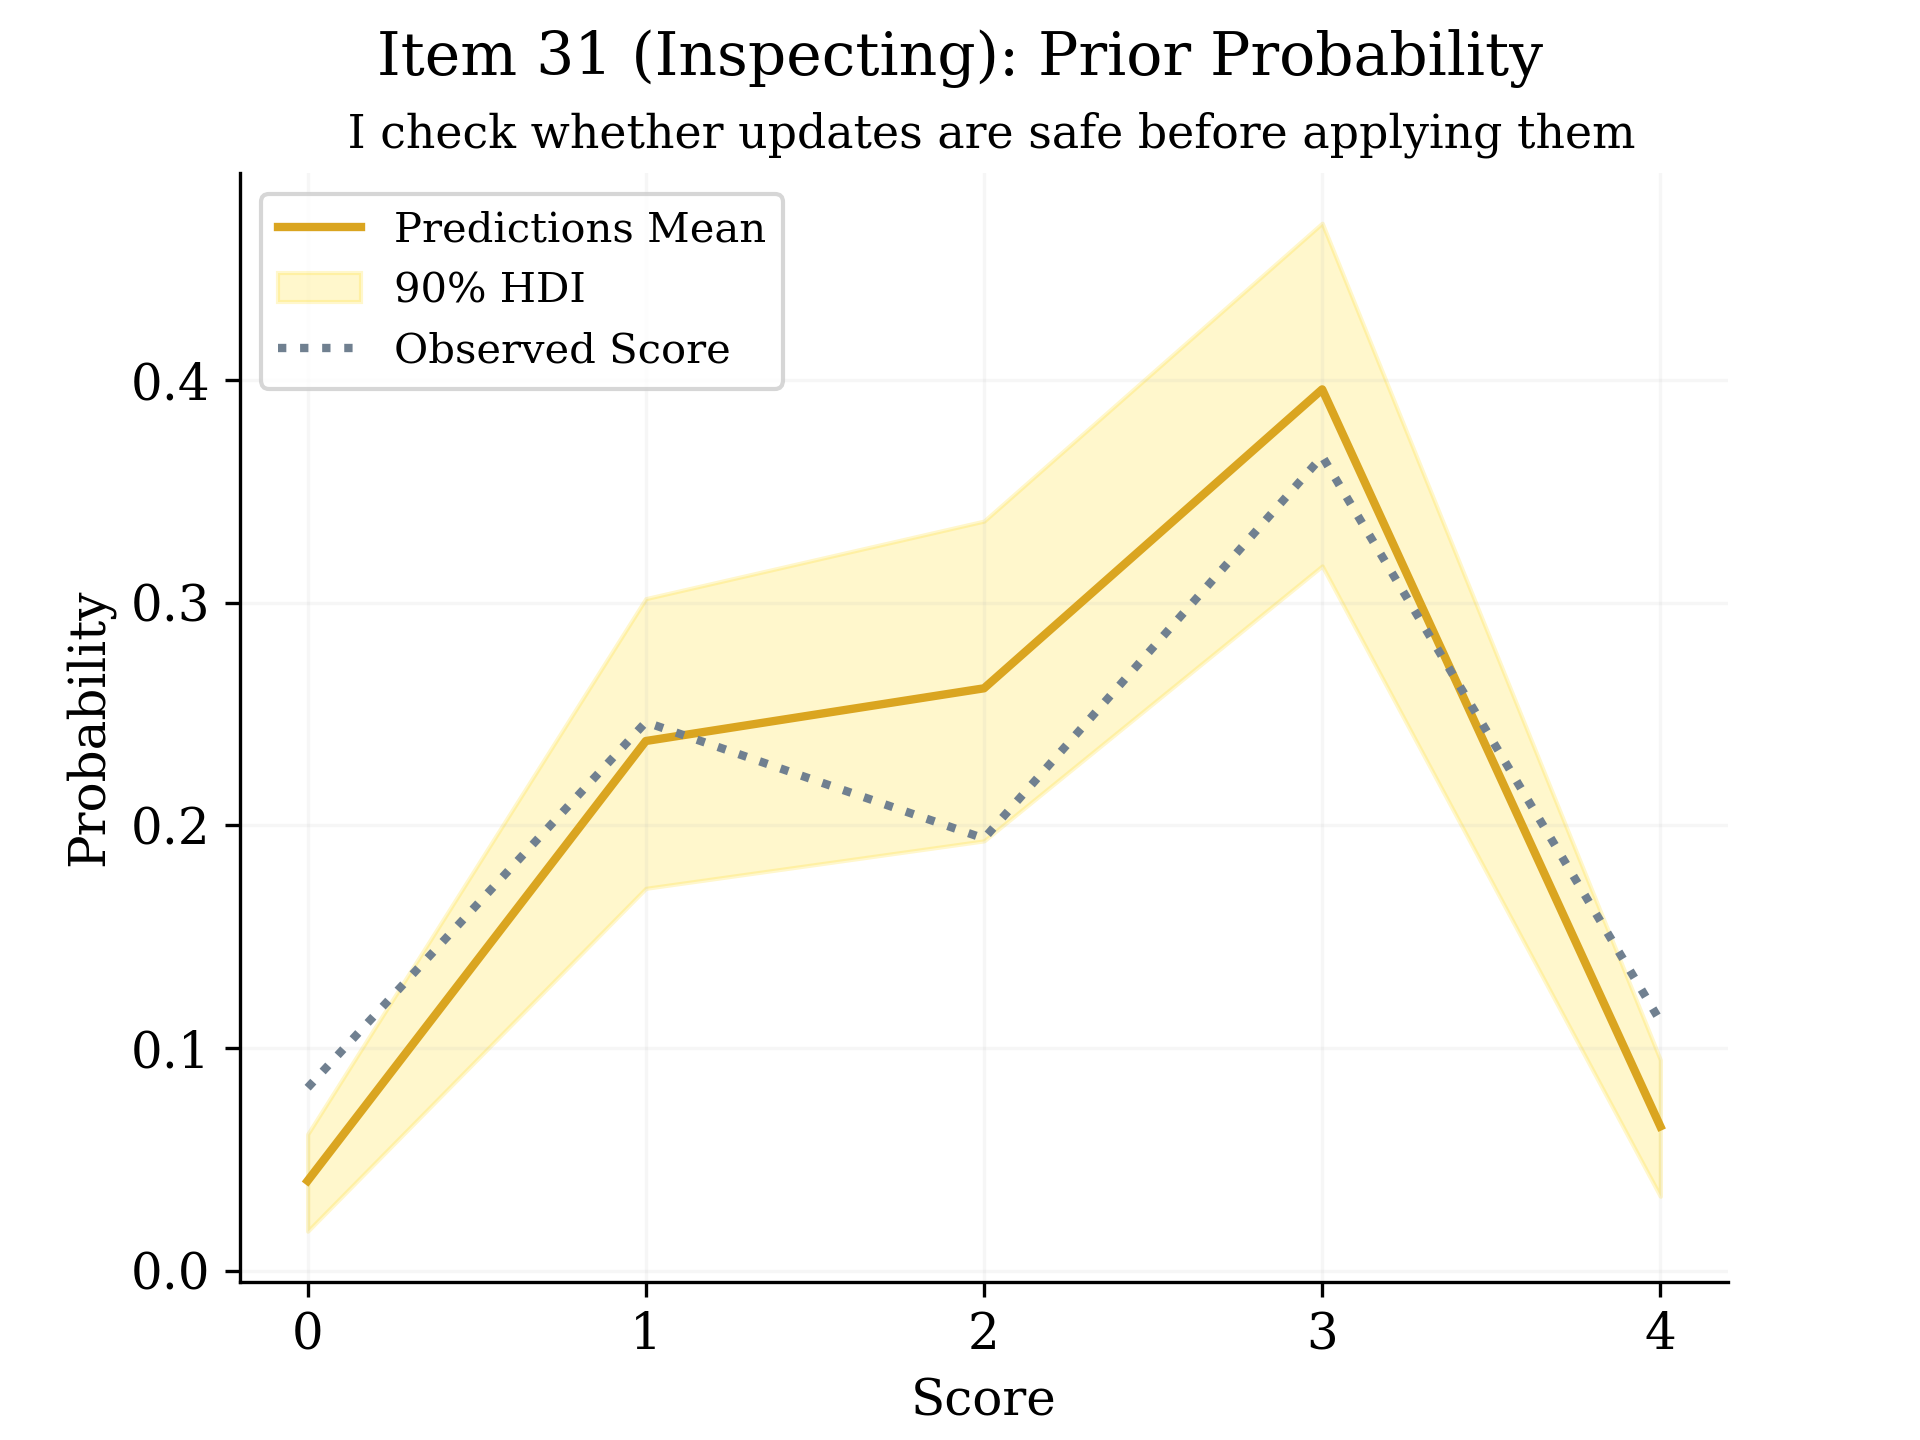 Item 31 (Inspecting): Prior Probability
I check whether updates are safe before applying them
Predictions Mean
90% HDI
Observed Score
Probability
0.4
0.3
0.2
0.1
0.0
0 1 2 3 4
Score